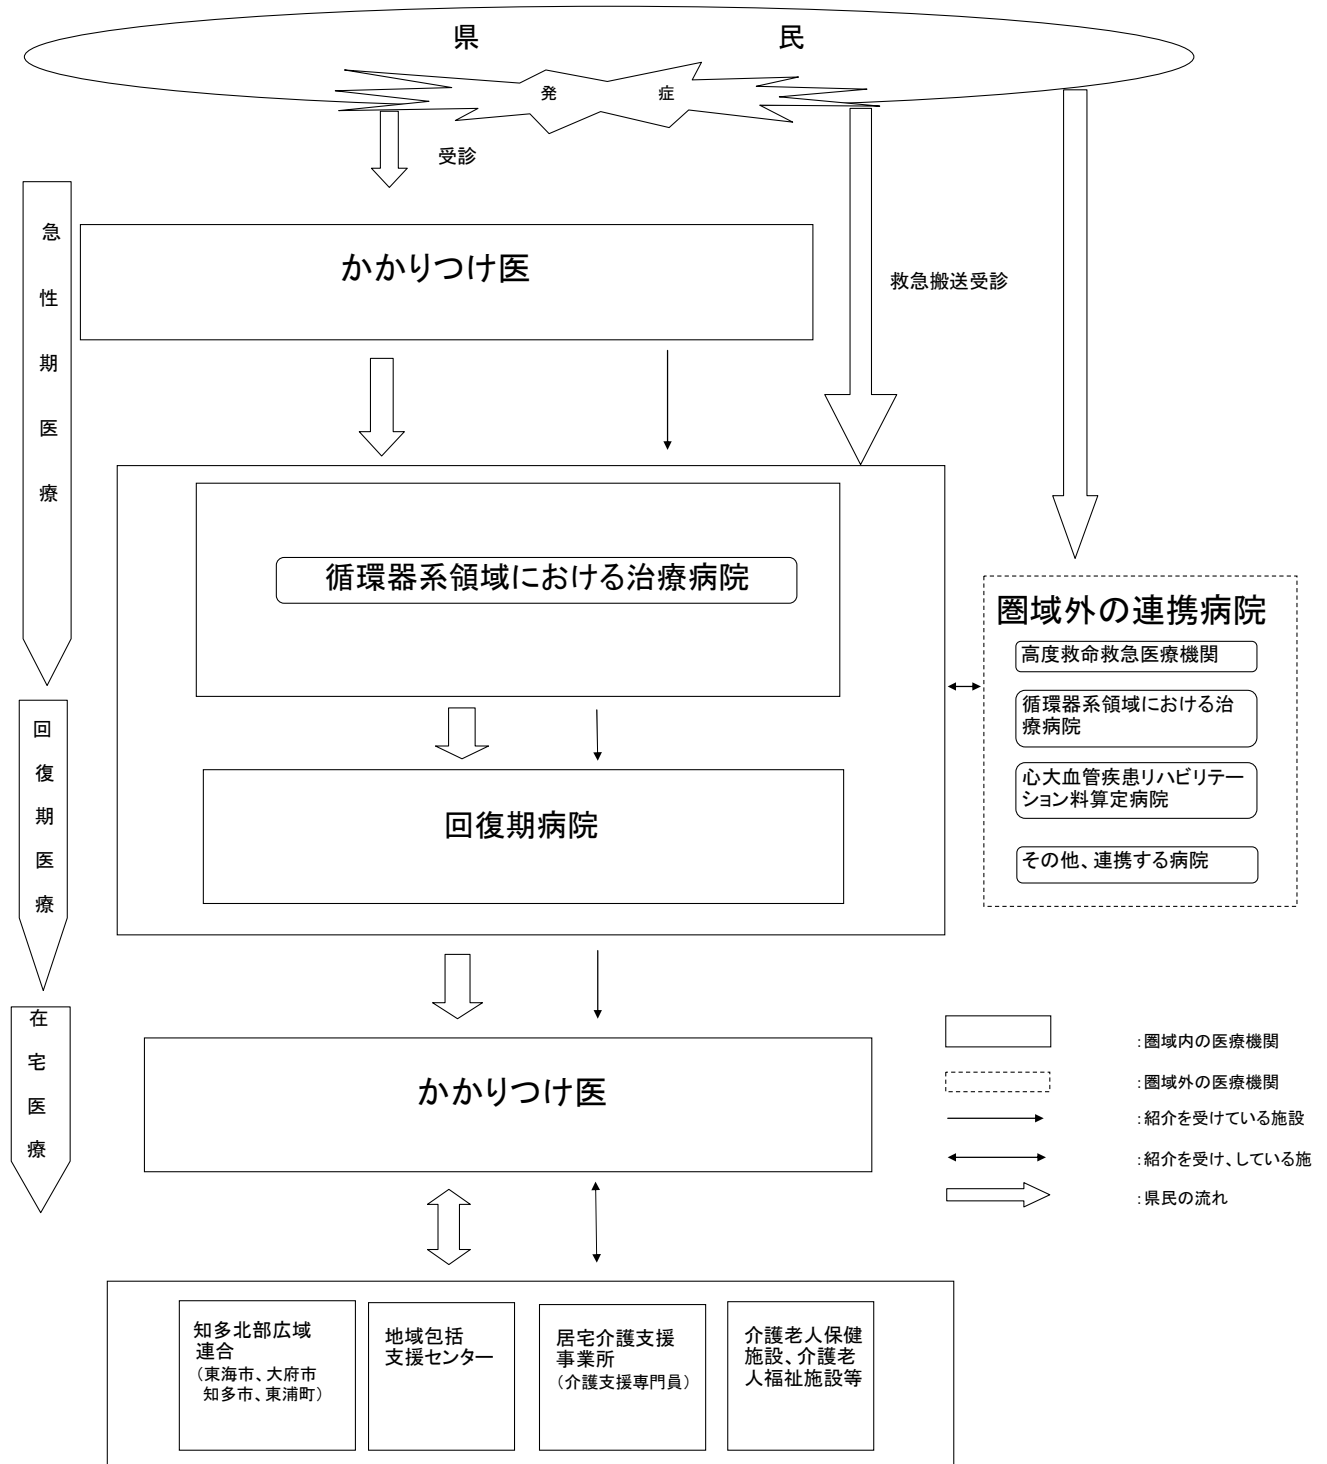 県 民
発 症
受診
急性期医療
かかりつけ医
救急搬送受診
循環器系領域における治療病院
圏域外の連携病院
高度救命救急医療機関
循環器系領域における治
療病院
心大血管疾患リハビリテー
ション料算定病院
その他、連携する病院
回復期医療
回復期病院
在宅医療
かかりつけ医
:圏域内の医療機関
:圏域外の医療機関
:紹介を受けている施設
:紹介を受け、している施
:県民の流れ
知多北部広域
連合
(東海市、大府市
知多市、東浦町)
地域包括
支援センター
居宅介護支援
事業所
(介護支援専門員)
介護老人保健
施設、介護老
人福祉施設等